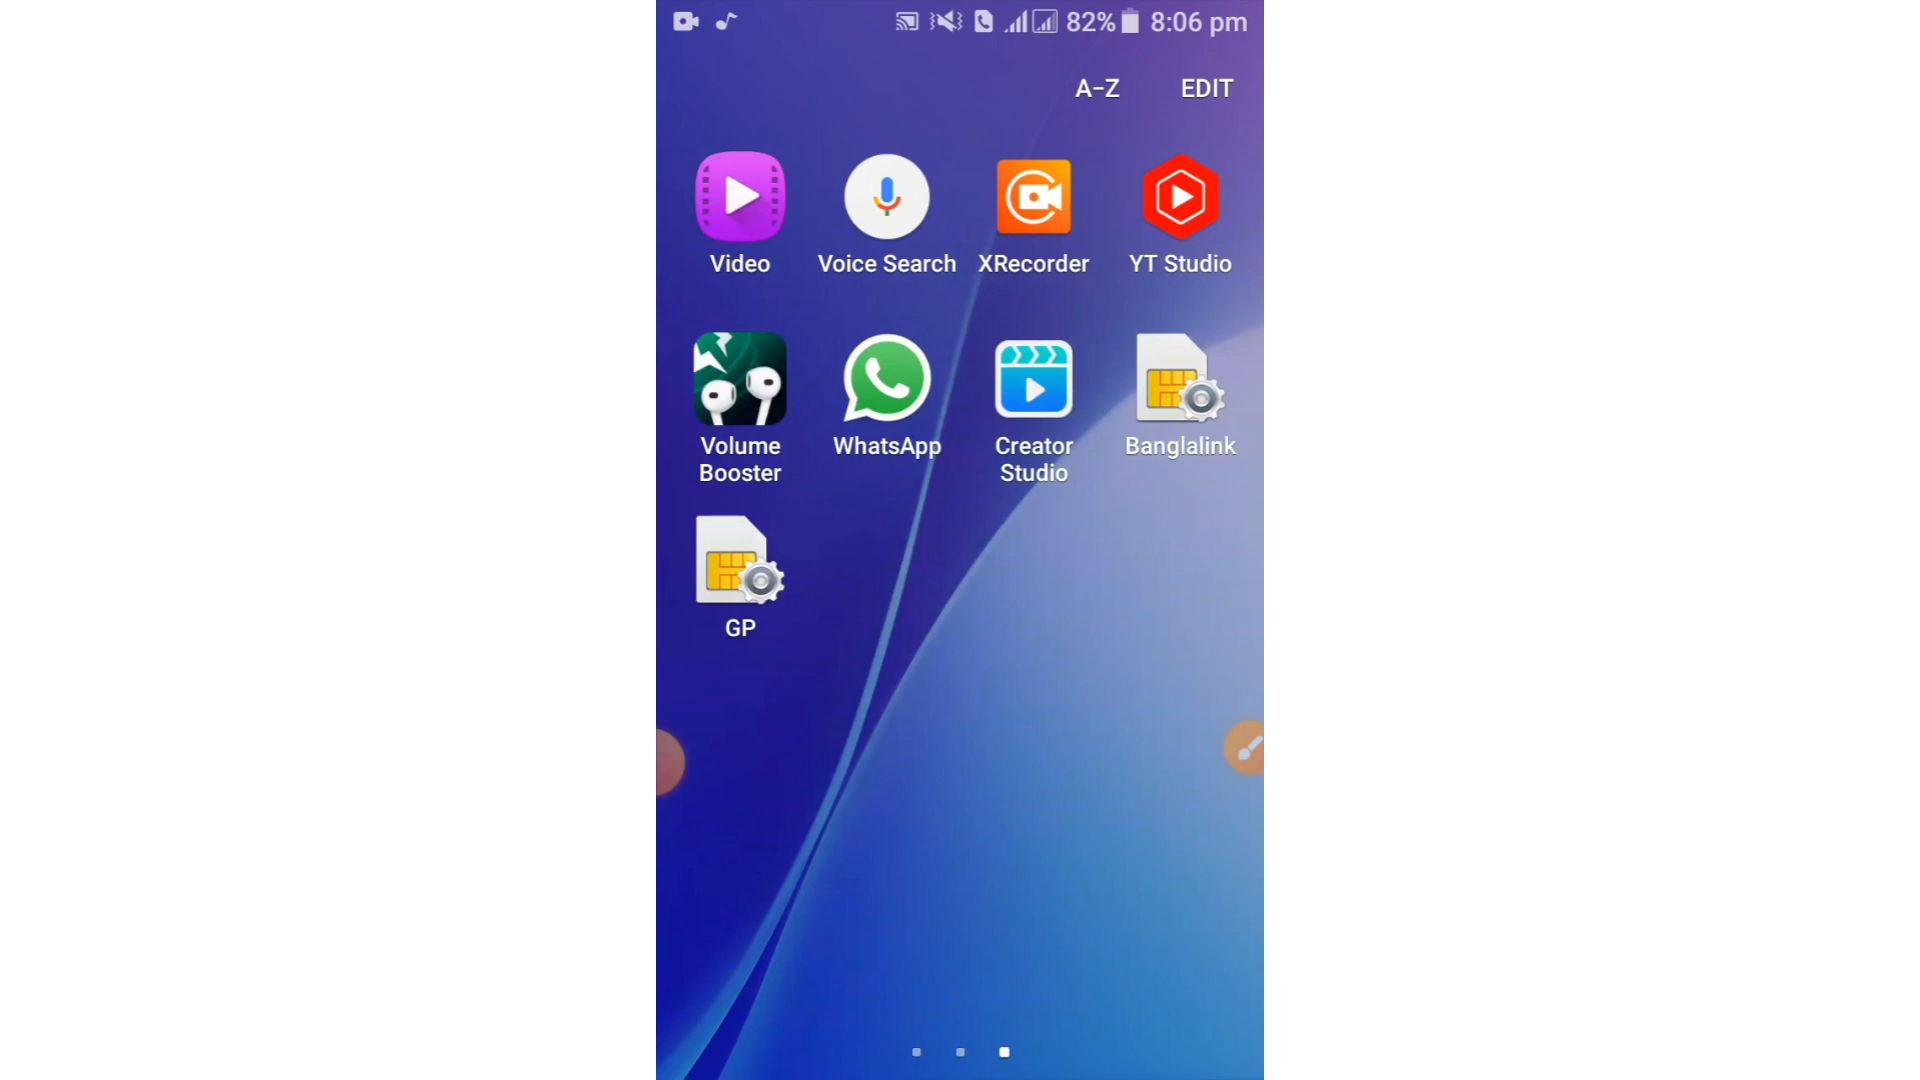 82% 8:06 pm
A-Z EDIT
Video Voice Search XRecorder YT Studio
Volume Booster WhatsApp Creator Studio Banglalink
GP